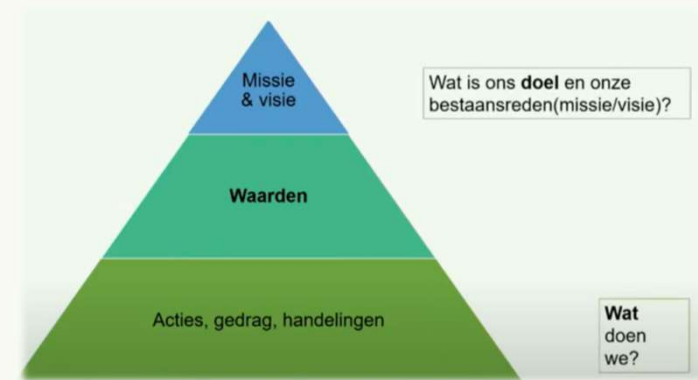 Missie
& visie
Wat is ons doel en onze
bestaansreden(missie/visie)?
Waarden
Acties, gedrag, handelingen
Wat
doen
we?